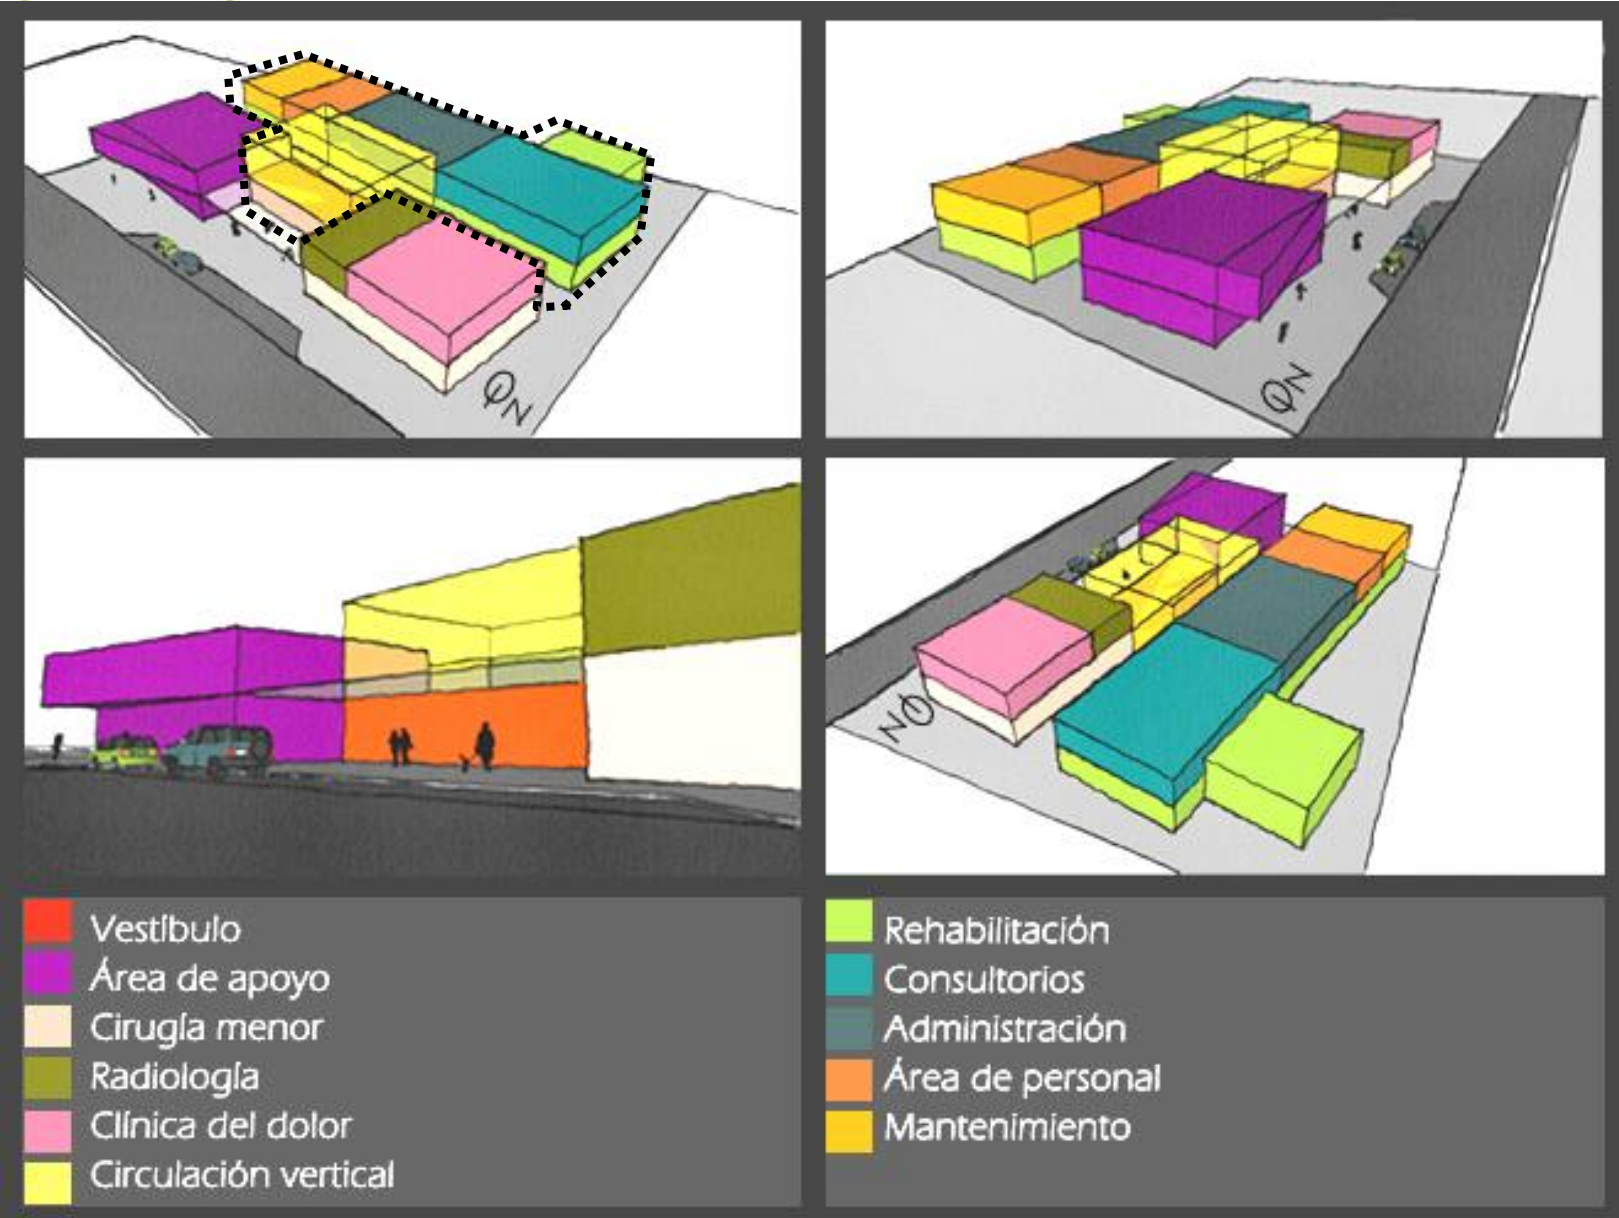 N
N
N
Vestíbulo
Área de apoyo
Cirugía menor
Radiología
Clínica del dolor
Circulación vertical
Rehabilitación
Consultorios
Administración
Área de personal
Mantenimiento